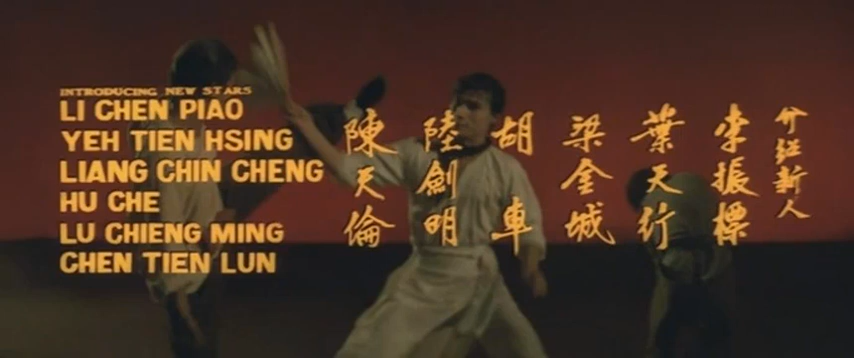 INTRODUCING NEW STARS
LI CHEN PIAO
YEH TIEN HSING
LIANG CHIN CHENG
HU CHE
LU CHIENG MING
CHEN TIEN LUN
介紹新人
李振標
葉天行
梁金城
胡車
陸劍明
陳天倫